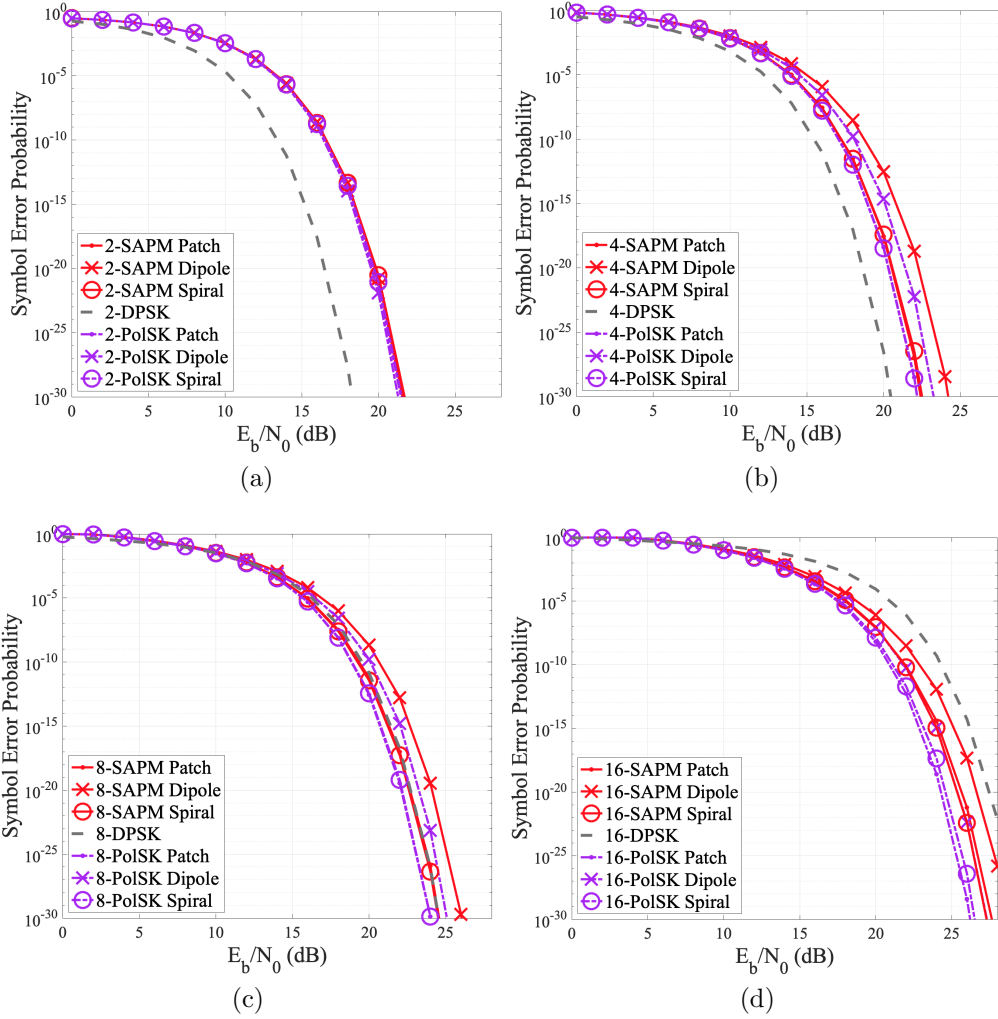 10^0
10^-5
10^-10
10^-15
10^-20
10^-25
10^-30
Symbol Error Probability
2-SAPM Patch
2-SAPM Dipole
2-SAPM Spiral
2-DPSK
2-PolSK Patch
2-PolSK Dipole
2-PolSK Spiral
0 5 10 15 20 25
E_b/N_0 (dB)
(a)
10^0
10^-5
10^-10
10^-15
10^-20
10^-25
10^-30
Symbol Error Probability
4-SAPM Patch
4-SAPM Dipole
4-SAPM Spiral
4-DPSK
4-PolSK Patch
4-PolSK Dipole
4-PolSK Spiral
0 5 10 15 20 25
E_b/N_0 (dB)
(b)
10^0
10^-5
10^-10
10^-15
10^-20
10^-25
10^-30
Symbol Error Probability
8-SAPM Patch
8-SAPM Dipole
8-SAPM Spiral
8-DPSK
8-PolSK Patch
8-PolSK Dipole
8-PolSK Spiral
0 5 10 15 20 25
E_b/N_0 (dB)
(c)
10^0
10^-5
10^-10
10^-15
10^-20
10^-25
10^-30
Symbol Error Probability
16-SAPM Patch
16-SAPM Dipole
16-SAPM Spiral
16-DPSK
16-PolSK Patch
16-PolSK Dipole
16-PolSK Spiral
0 5 10 15 20 25
E_b/N_0 (dB)
(d)